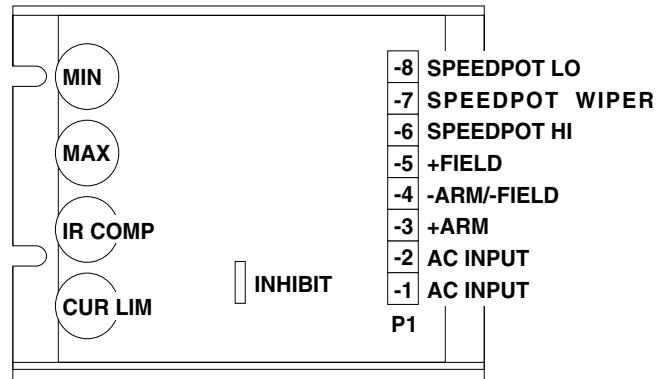 MIN
MAX
IR COMP
CUR LIM
INHIBIT
-8 SPEEDPOT LO
-7 SPEEDPOT WIPER
-6 SPEEDPOT HI
-5 +FIELD
-4 -ARM/-FIELD
-3 +ARM
-2 AC INPUT
-1 AC INPUT
P1